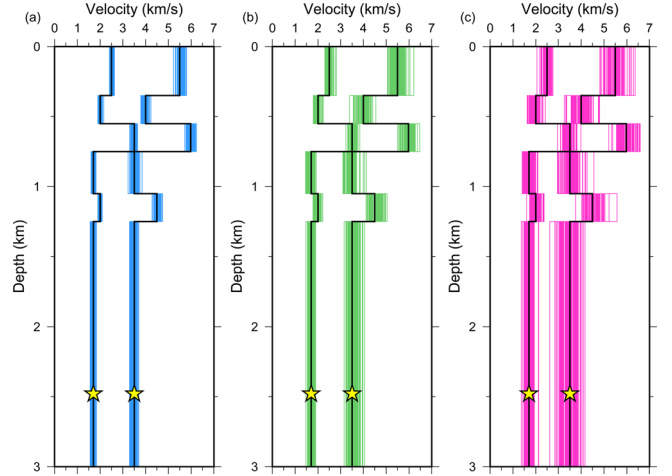 Velocity (km/s)
Velocity (km/s)
Velocity (km/s)
(a)
(b)
(c)
0 1 2 3 4 5 6 7
0 1 2 3 4 5 6 7
0 1 2 3 4 5 6 7
0
1
2
3
Depth (km)
0
1
2
3
Depth (km)
0
1
2
3
Depth (km)